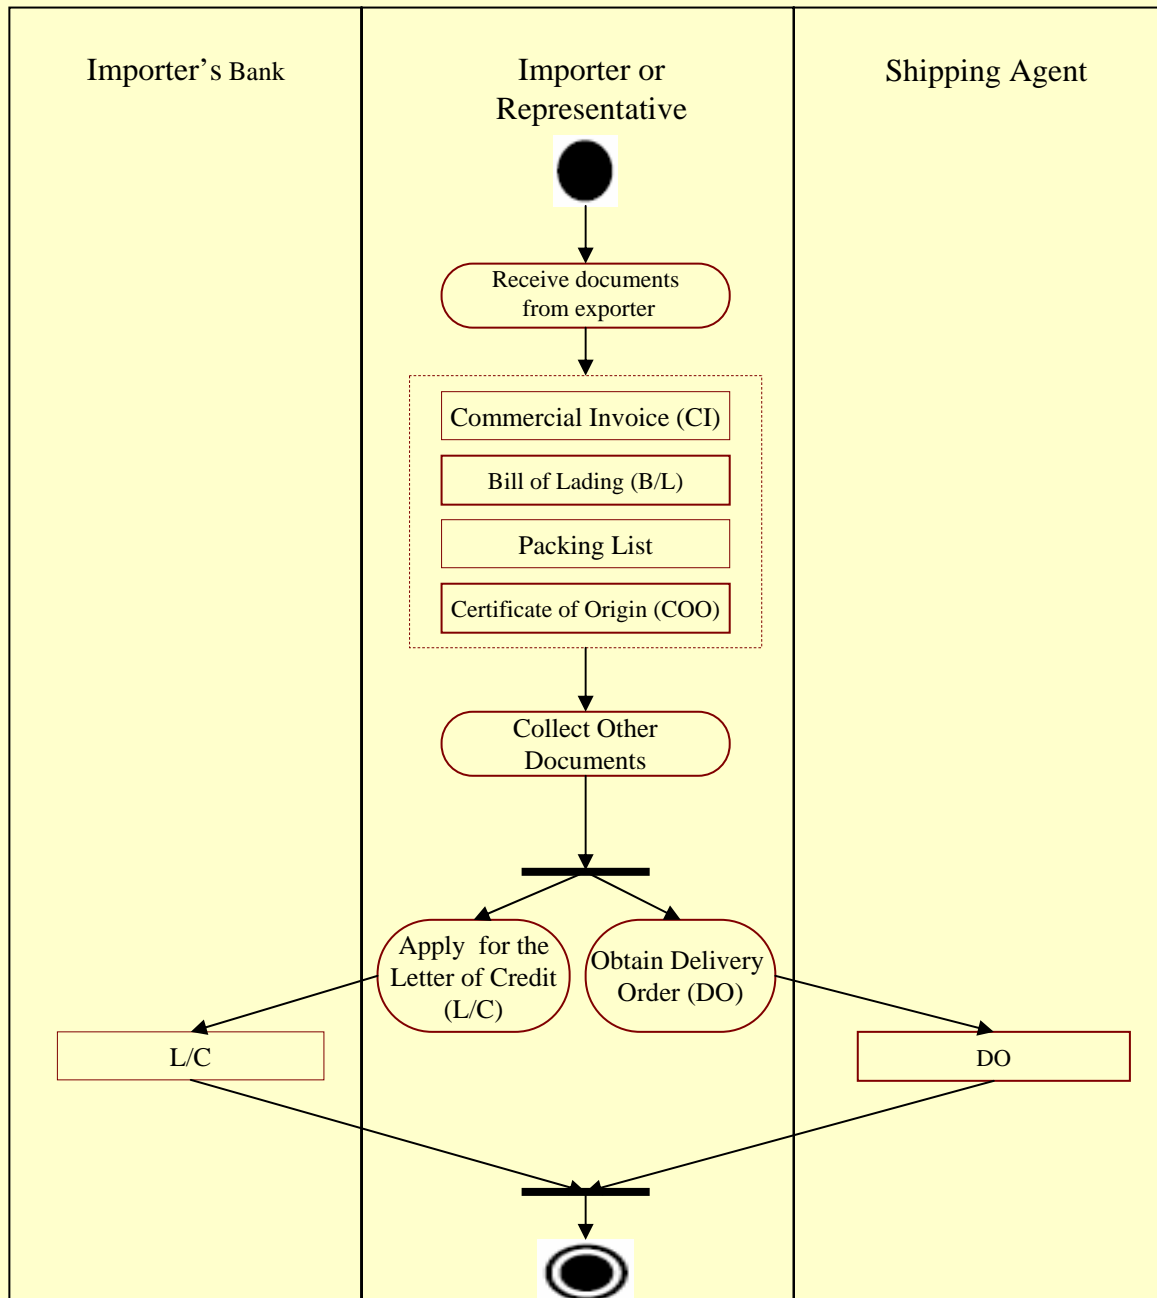 Importer's Bank
Importer or
Representative
Shipping Agent
Receive documents
from exporter
Commercial Invoice (CI)
Bill of Lading (B/L)
Packing List
Certificate of Origin (COO)
Collect Other
Documents
Apply for the
Letter of Credit
(L/C)
Obtain Delivery
Order (DO)
L/C
DO